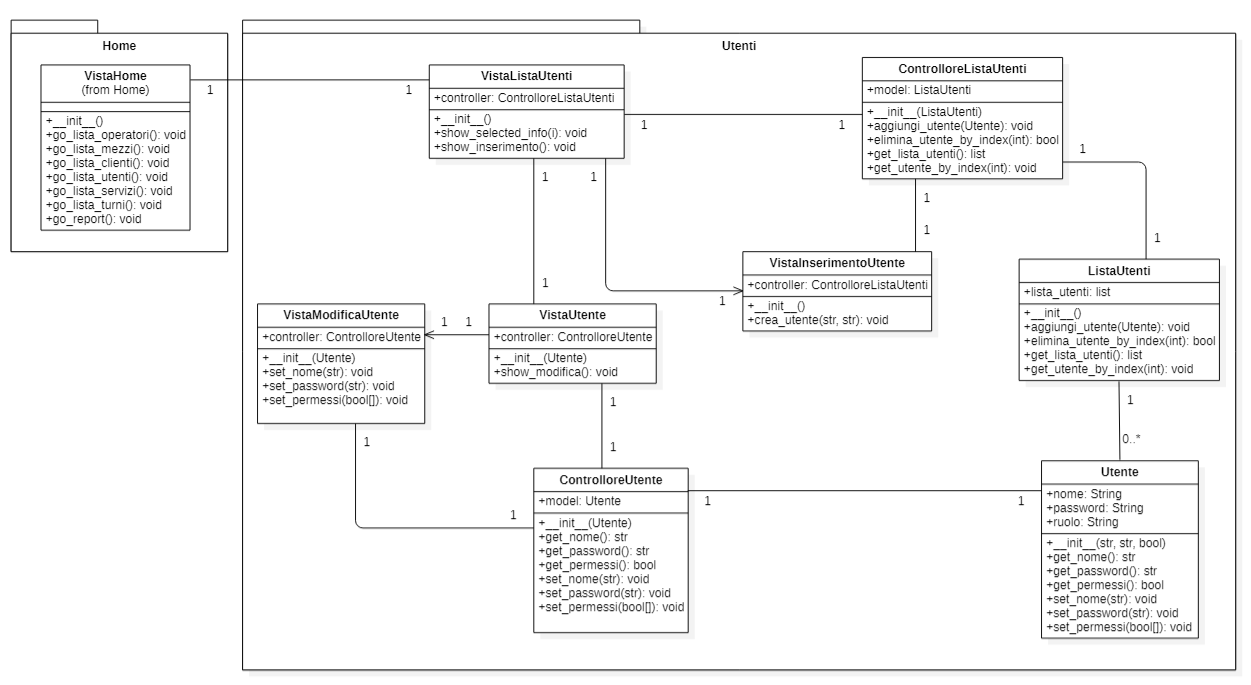 Home
VistaHome
(from Home)
+__init__()
+go_lista_operatori(): void
+go_lista_mezzi(): void
+go_lista_clienti(): void
+go_lista_utenti(): void
+go_lista_servizi(): void
+go_lista_turni(): void
+go_report(): void
1
1
Utenti
VistaListaUtenti
+controller: ControlloreListaUtenti
+__init__()
+show_selected_info(i): void
+show_inserimento(): void
1
1
ControlloreListaUtenti
+model: ListaUtenti
+__init__(ListaUtenti)
+aggiungi_utente(Utente): void
+elimina_utente_by_index(int): bool
+get_lista_utenti(): list
+get_utente_by_index(int): void
1
1
1
1
1
1
1
1
1
VistaInserimentoUtente
+controller: ControlloreListaUtenti
+__init__()
+crea_utente(str, str): void
ListaUtenti
+lista_utenti: list
+__init__()
+aggiungi_utente(Utente): void
+elimina_utente_by_index(int): bool
+get_lista_utenti(): list
+get_utente_by_index(int): void
VistaModificaUtente
+controller: ControlloreUtente
+__init__(Utente)
+set_nome(str): void
+set_password(str): void
+set_permessi(bool[]): void
1
1
VistaUtente
+controller: ControlloreUtente
+__init__(Utente)
+show_modifica(): void
1
1
1
1
1
0..*
ControlloreUtente
+model: Utente
+__init__(Utente)
+get_nome(): str
+get_password(): str
+get_permessi(): bool
+set_nome(str): void
+set_password(str): void
+set_permessi(bool[]): void
1
1
Utente
+nome: String
+password: String
+ruolo: String
+__init__(str, str, bool)
+get_nome(): str
+get_password(): str
+get_permessi(): bool
+set_nome(str): void
+set_password(str): void
+set_permessi(bool[]): void